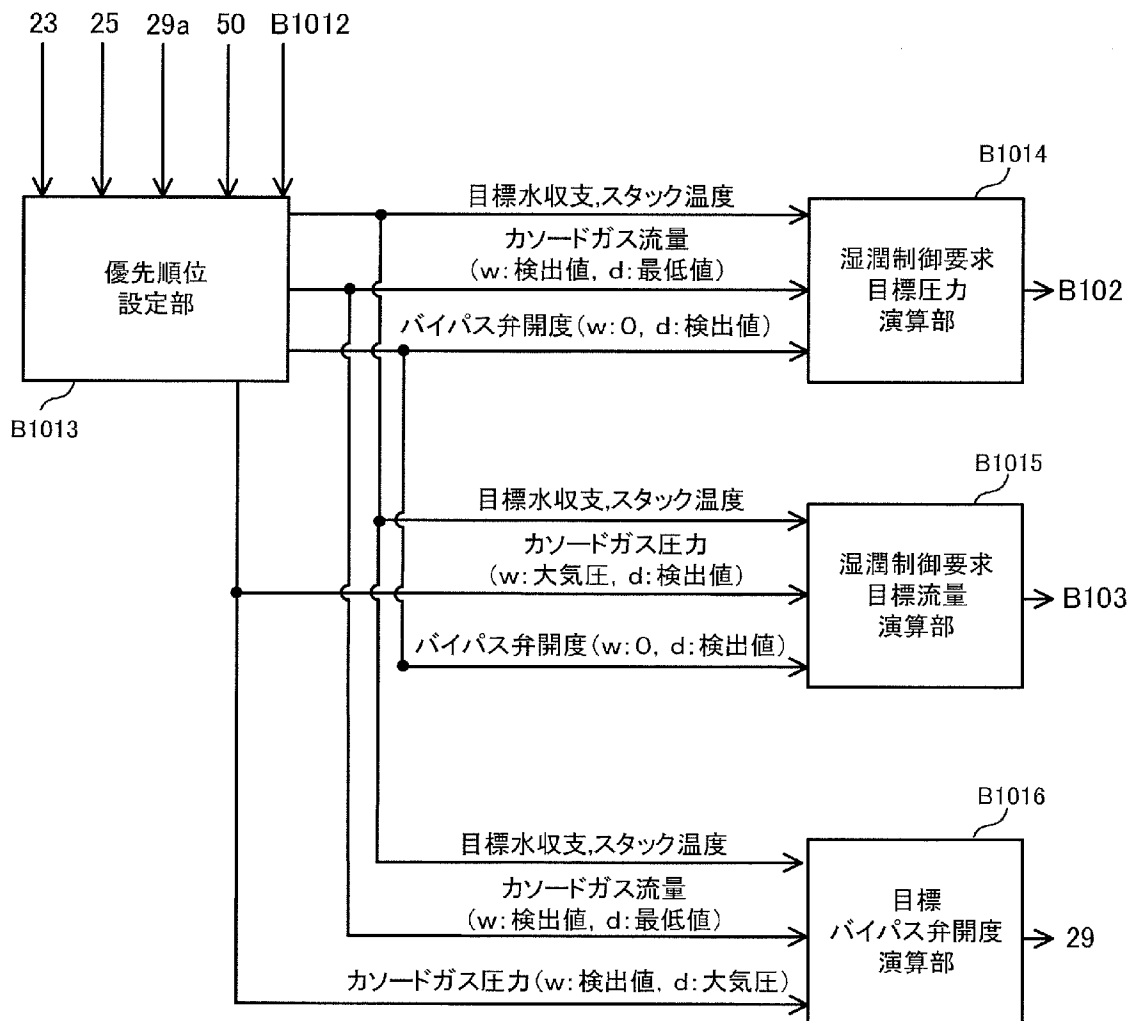 23
25
29a
50
B1012
優先順位
設定部
B1013
目標水収支,スタック温度
カソードガス流量
(w:検出値, d:最低値)
バイパス弁開度(w:0, d:検出値)
B1014
湿潤制御要求
目標圧力
演算部
B102
目標水収支,スタック温度
カソードガス圧力
(w:大気圧, d:検出値)
バイパス弁開度(w:0, d:検出値)
B1015
湿潤制御要求
目標流量
演算部
B103
目標水収支,スタック温度
カソードガス流量
(w:検出値, d:最低値)
カソードガス圧力(w:検出値, d:大気圧)
B1016
目標
バイパス弁開度
演算部
29